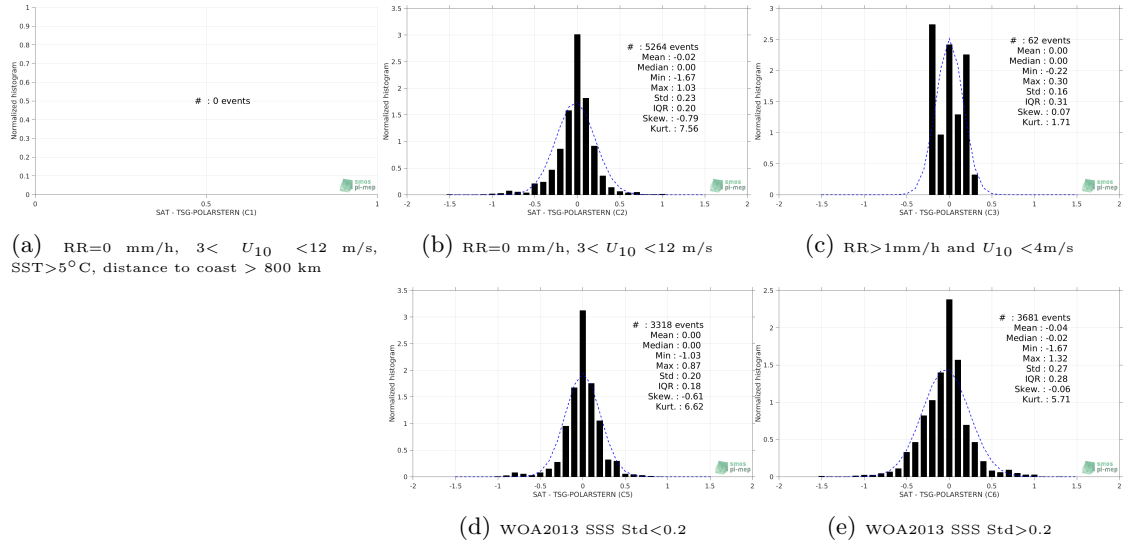 1
0.9
0.8
0.7
0.6
0.5
0.4
0.3
0.2
0.1
0
Normalized histogram
# : 0 events
0 0.5 1
SAT - TSG-POLARSTERN (C1)
smos
pi-mep
(a) RR=0 mm/h, 3< U10 <12 m/s,
SST>5°C, distance to coast > 800 km
3.5
3
2.5
2
1.5
1
0.5
0
Normalized histogram
# : 5264 events
Mean : -0.02
Median : 0.00
Min : -1.67
Max : 1.03
Std : 0.23
IQR : 0.20
Skew. : -0.79
Kurt. : 7.56
-2 -1.5 -1 -0.5 0 0.5 1 1.5 2
SAT - TSG-POLARSTERN (C2)
smos
pi-mep
(b) RR=0 mm/h, 3< U10 <12 m/s
3
2.5
2
1.5
1
0.5
0
Normalized histogram
# : 62 events
Mean : 0.00
Median : 0.00
Min : -0.22
Max : 0.30
Std : 0.16
IQR : 0.31
Skew. : 0.07
Kurt. : 1.71
-2 -1.5 -1 -0.5 0 0.5 1 1.5 2
SAT - TSG-POLARSTERN (C3)
smos
pi-mep
(c) RR>1mm/h and U10 <4m/s
3.5
3
2.5
2
1.5
1
0.5
0
Normalized histogram
# : 3318 events
Mean : 0.00
Median : 0.00
Min : -1.03
Max : 0.87
Std : 0.20
IQR : 0.18
Skew. : -0.61
Kurt. : 6.62
-2 -1.5 -1 -0.5 0 0.5 1 1.5 2
SAT - TSG-POLARSTERN (C5)
smos
pi-mep
(d) WOA2013 SSS Std<0.2
2.5
2
1.5
1
0.5
0
Normalized histogram
# : 3681 events
Mean : -0.04
Median : -0.02
Min : -1.67
Max : 1.32
Std : 0.27
IQR : 0.28
Skew. : -0.06
Kurt. : 5.71
-2 -1.5 -1 -0.5 0 0.5 1 1.5 2
SAT - TSG-POLARSTERN (C6)
smos
pi-mep
(e) WOA2013 SSS Std>0.2